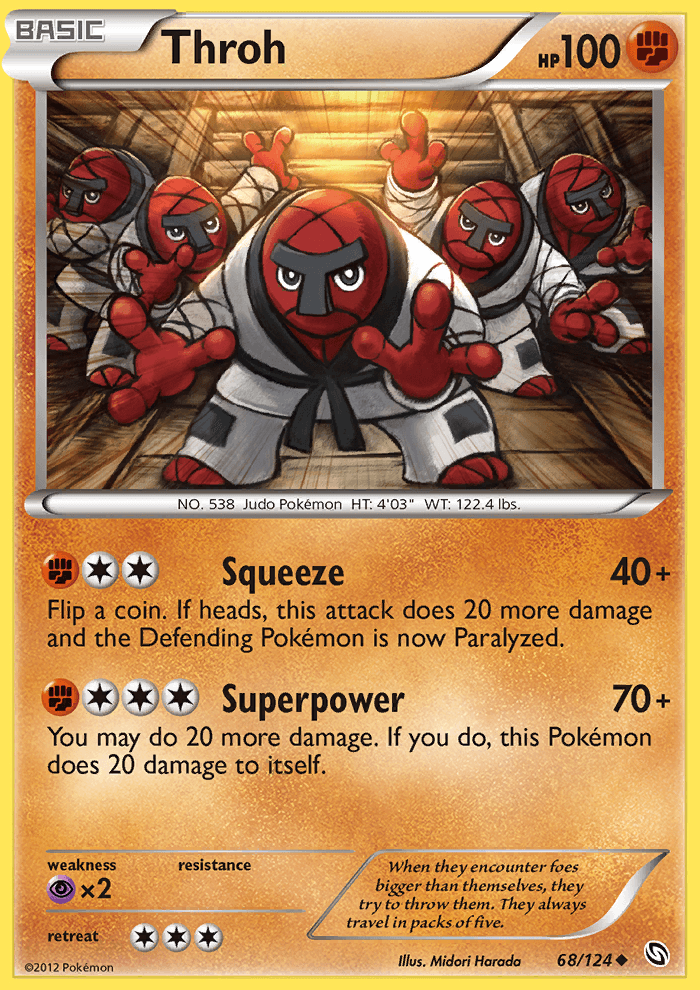 BASIC
Throh
HP100
NO. 538 Judo Pokémon HT: 4'03" WT: 122.4 lbs.
Squeeze 40+
Flip a coin. If heads, this attack does 20 more damage
and the Defending Pokémon is now Paralyzed.
Superpower 70+
You may do 20 more damage. If you do, this Pokémon
does 20 damage to itself.
weakness resistance
×2
retreat
When they encounter foes
bigger than themselves, they
try to throw them. They always
travel in packs of five.
©2012 Pokémon
Illus. Midori Harada 68/124